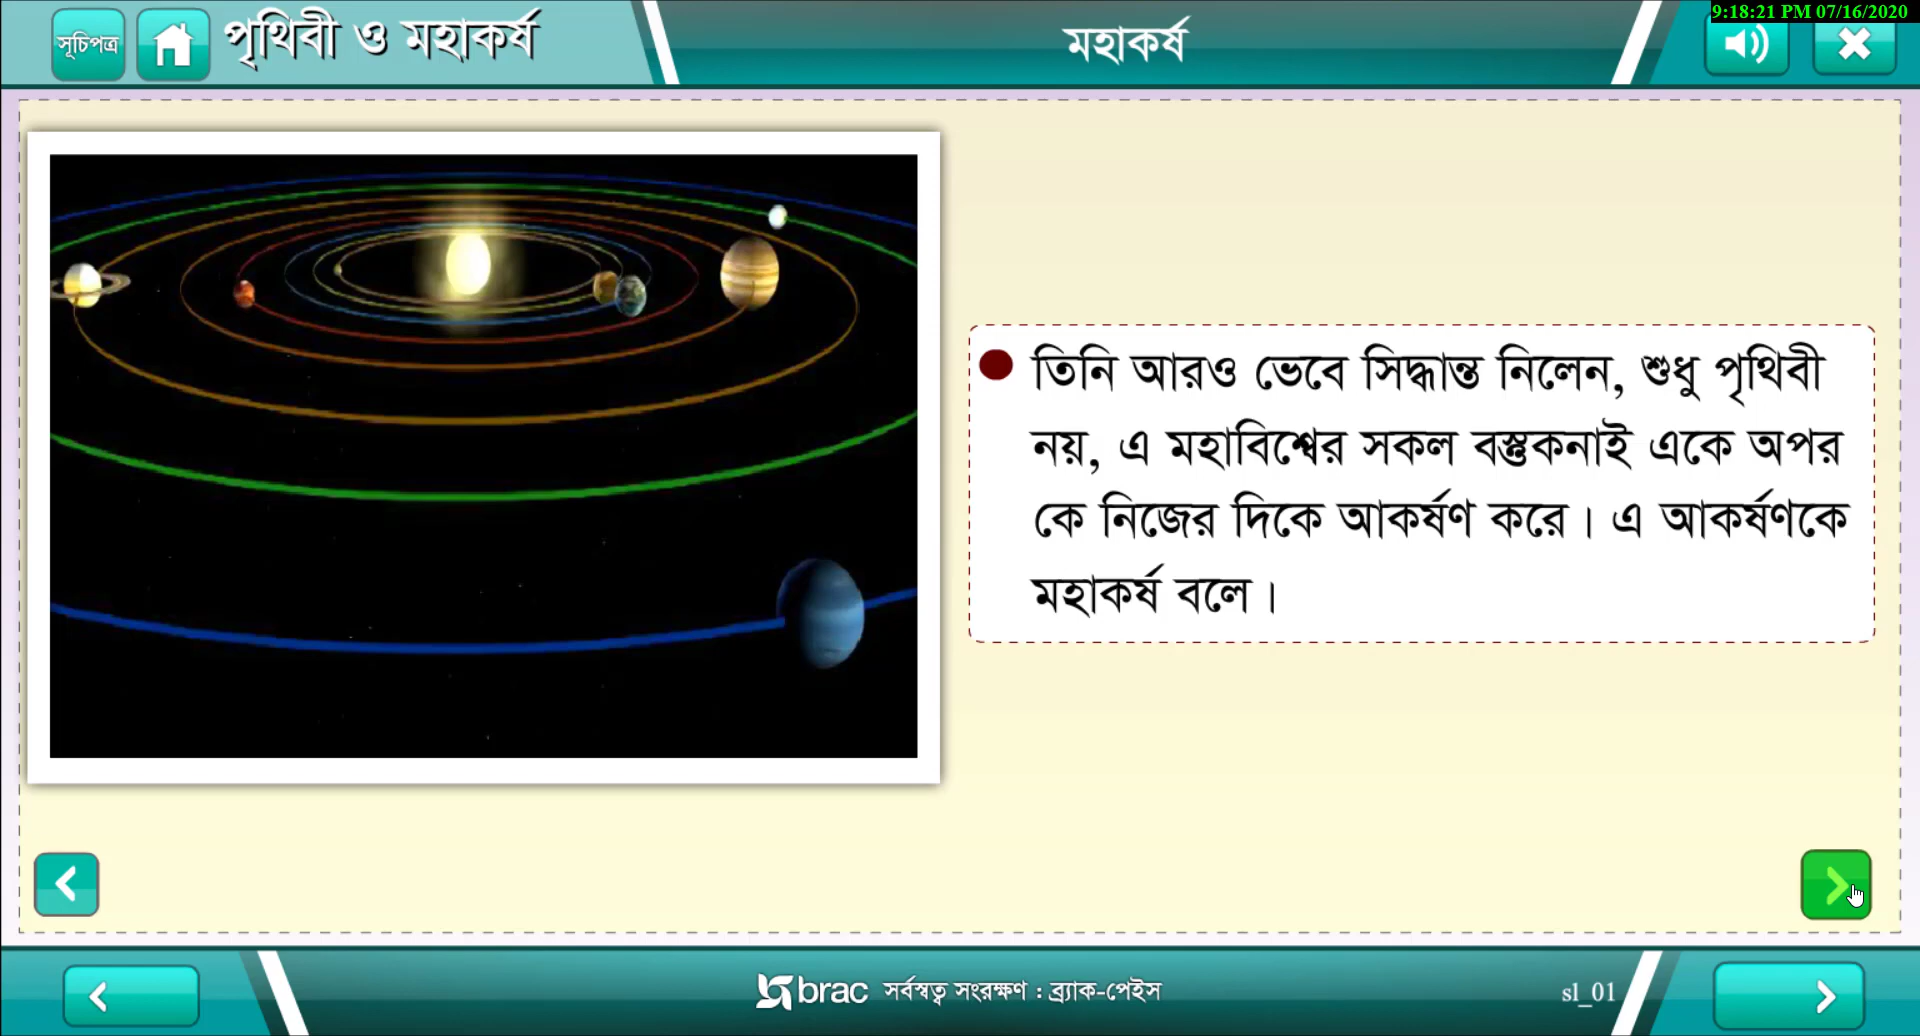 9:18:21 PM 07/16/2020
সূচিপত্র
পৃথিবী ও মহাকর্ষ
মহাকর্ষ
তিনি আরও ভেবে সিদ্ধান্ত নিলেন, শুধু পৃথিবী
নয়, এ মহাবিশ্বের সকল বস্তুকনাই একে অপর
কে নিজের দিকে আকর্ষণ করে। এ আকর্ষণকে
মহাকর্ষ বলে।
brac সর্বস্বত্ব সংরক্ষণ : ব্র্যাক-পেইস
sl_01